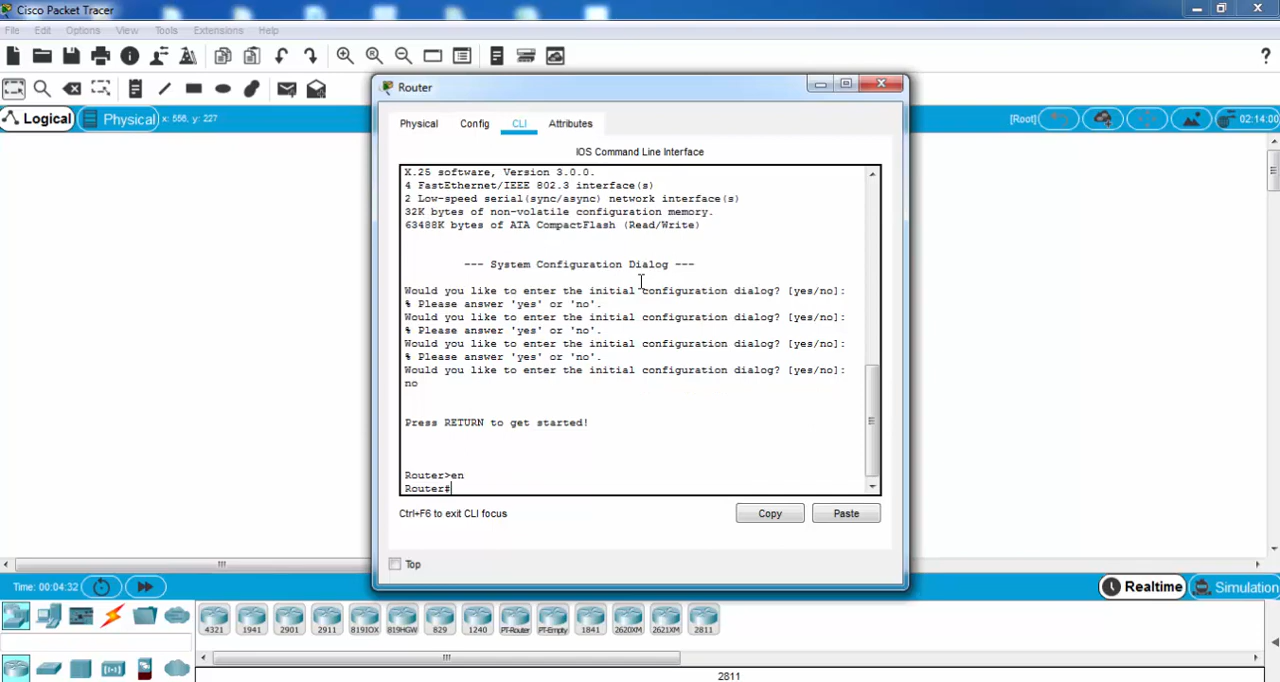 Cisco Packet Tracer
File Edit Options View Tools Extensions Help
?
Logical Physical x: 556, y: 227 [Root] 02:14:00
Router
Physical Config CLI Attributes
IOS Command Line Interface
X.25 software, Version 3.0.0.
4 FastEthernet/IEEE 802.3 interface(s)
2 Low-speed serial(sync/async) network interface(s)
32K bytes of non-volatile configuration memory.
63488K bytes of ATA CompactFlash (Read/Write)
--- System Configuration Dialog ---
Would you like to enter the initial configuration dialog? [yes/no]:
% Please answer 'yes' or 'no'.
Would you like to enter the initial configuration dialog? [yes/no]:
% Please answer 'yes' or 'no'.
Would you like to enter the initial configuration dialog? [yes/no]:
% Please answer 'yes' or 'no'.
Would you like to enter the initial configuration dialog? [yes/no]:
no
Press RETURN to get started!
Router>en
Router#
Ctrl+F6 to exit CLI focus
Copy Paste
Top
Time: 00:04:32 Realtime Simulation
4321 1941 2901 2911 819IOX 819HGW 829 1240 PT-Router PT-Empty 1841 2620XM 2621XM 2811
2811